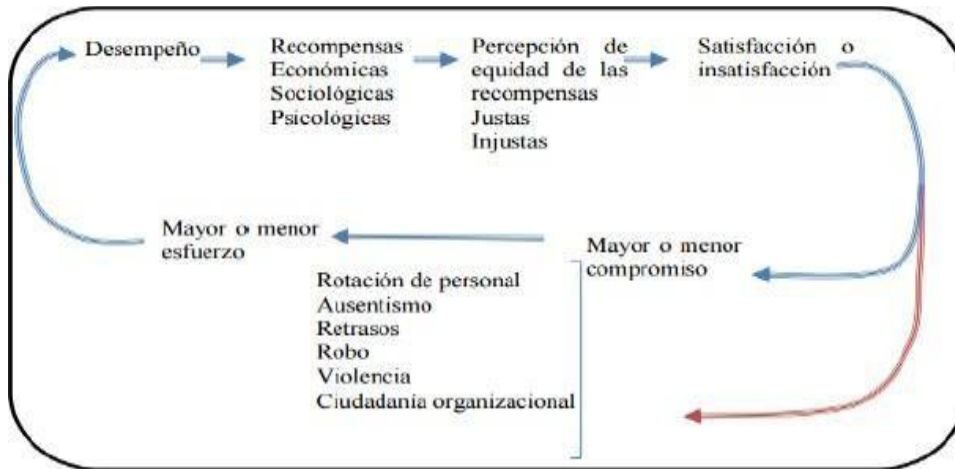 Desempeño
Recompensas
Económicas
Sociológicas
Psicológicas
Percepción de
equidad de las
recompensas
Justas
Injustas
Satisfacción o
insatisfacción
Mayor o menor
esfuerzo
Mayor o menor
compromiso
Rotación de personal
Ausentismo
Retrasos
Robo
Violencia
Ciudadanía organizacional